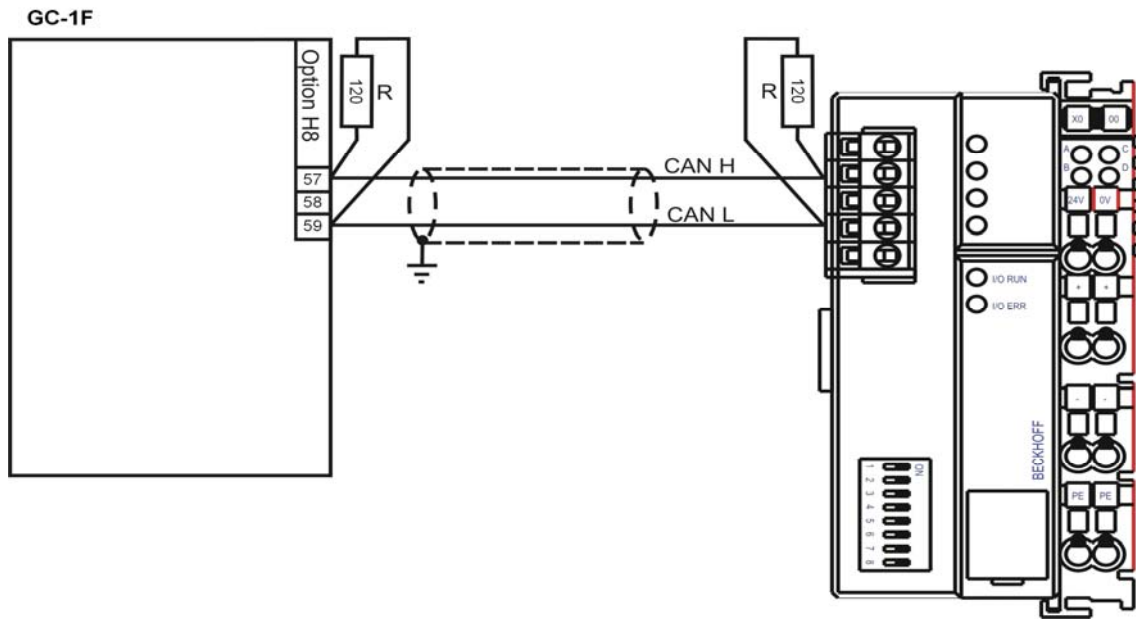 GC-1F
Option H8
57
58
59
120
R
CAN H
CAN L
R
120
X0 00
A C
B D
24V 0V
I/O RUN
I/O ERR
+ +
- -
BECKHOFF
PE PE
ON
1
2
3
4
5
6
7
8